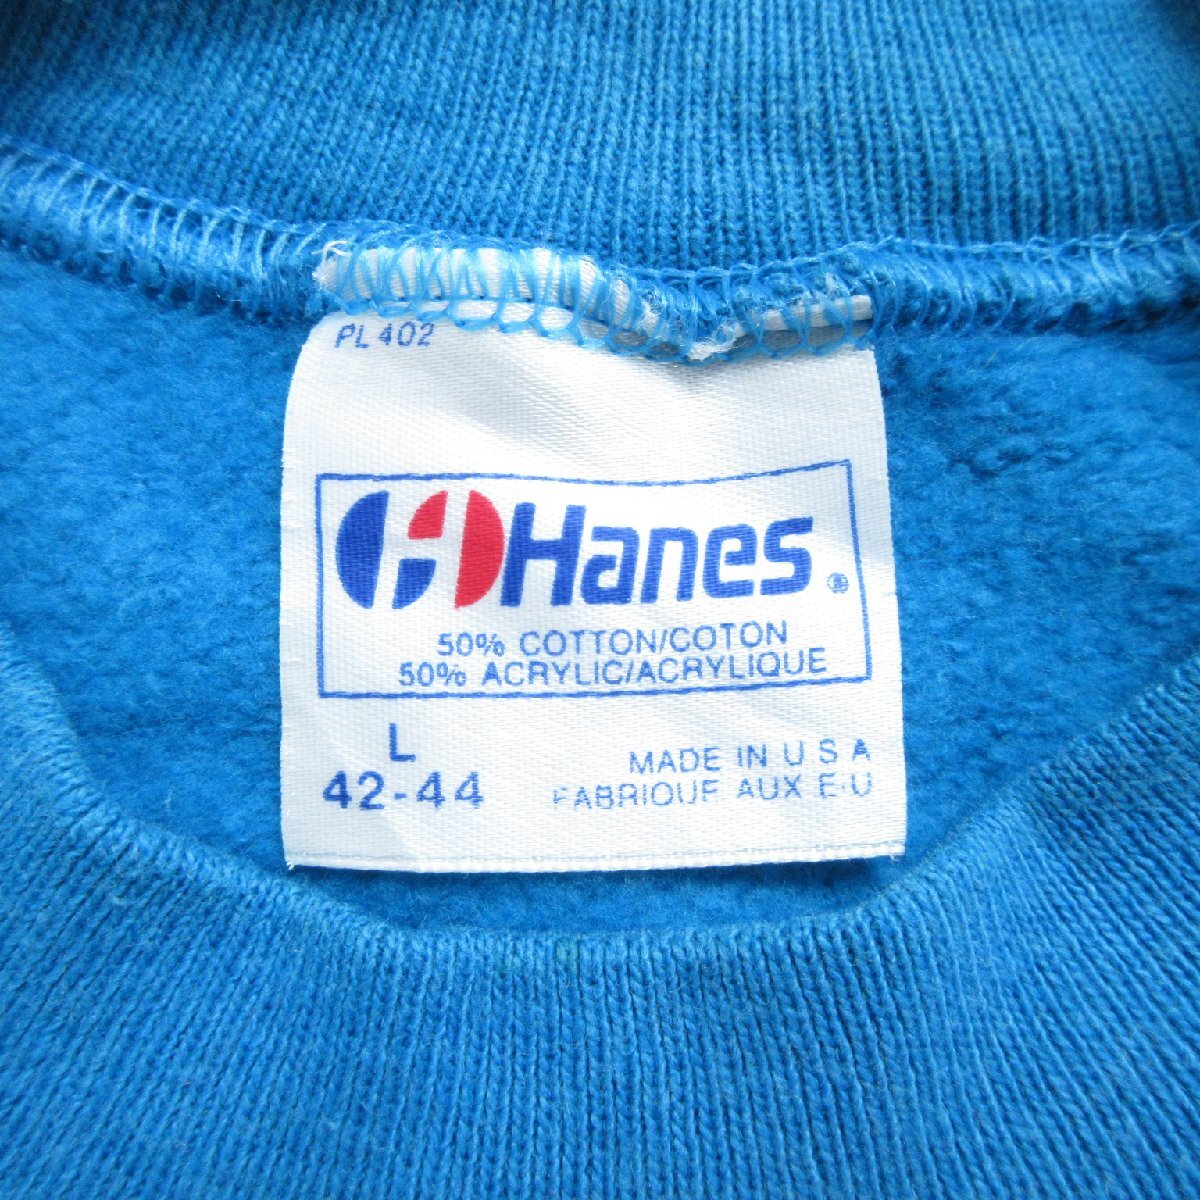 PL 402
Hanes®
50% COTTON/COTON
50% ACRYLIC/ACRYLIQUE
L
42-44
MADE IN U S A
FABRIQUE AUX E·U